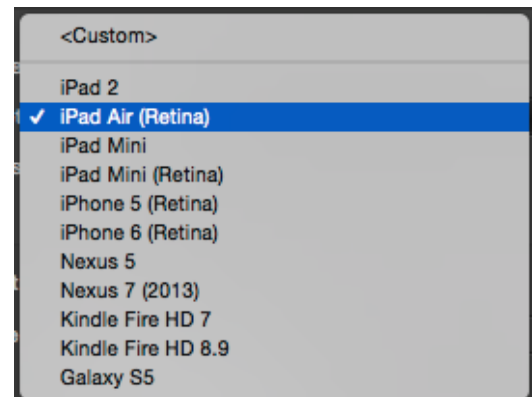 <Custom>
iPad 2
✓ iPad Air (Retina)
iPad Mini
iPad Mini (Retina)
iPhone 5 (Retina)
iPhone 6 (Retina)
Nexus 5
Nexus 7 (2013)
Kindle Fire HD 7
Kindle Fire HD 8.9
Galaxy S5